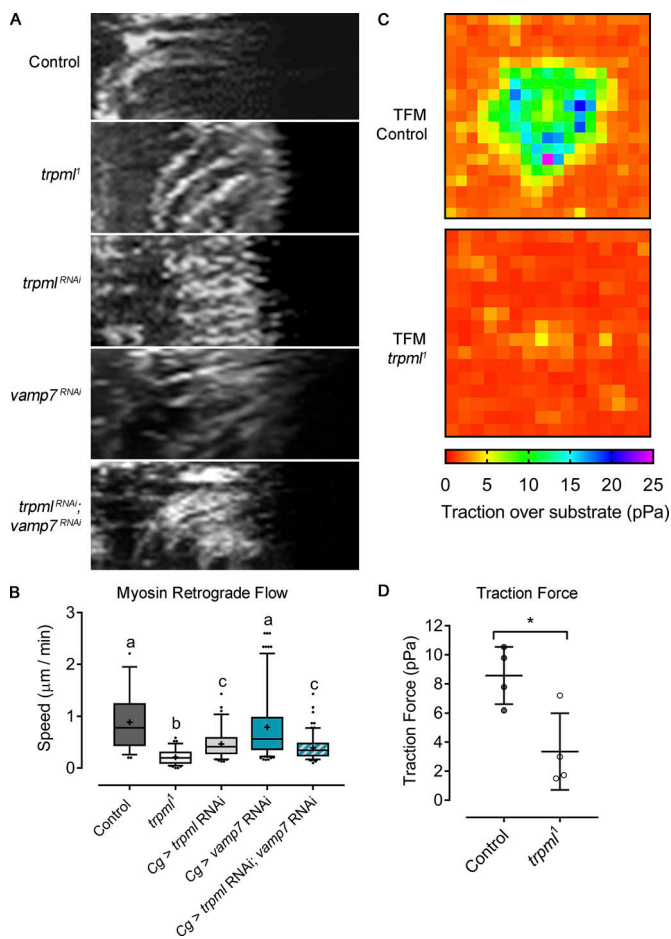 A
Control
trpml¹
trpml RNAi
vamp7 RNAi
trpml RNAi;
vamp7 RNAi
B
Myosin Retrograde Flow
Speed (μm / min)
3
2
1
0
a
b
c
a
c
Control
trpml¹
Cg > trpml RNAi
Cg > vamp7 RNAi
Cg > trpml RNAi; vamp7 RNAi
C
TFM
Control
TFM
trpml¹
0 5 10 15 20 25
Traction over substrate (pPa)
D
Traction Force
*
Traction Force (pPa)
12
10
8
6
4
2
0
Control
trpml¹